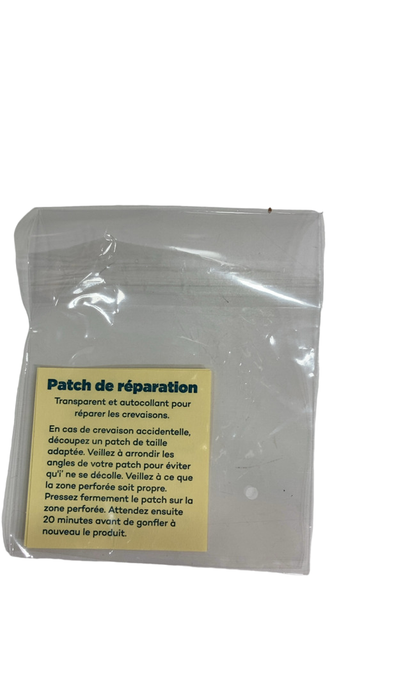 Patch de réparation
Transparent et autocollant pour
réparer les crevaisons.
En cas de crevaison accidentelle,
découpez un patch de taille
adaptée. Veillez à arrondir les
angles de votre patch pour éviter
qu'i' ne se décolle. Veillez à ce que
la zone perforée soit propre.
Pressez fermement le patch sur la
zone perforée. Attendez ensuite
20 minutes avant de gonfler à
nouveau le produit.